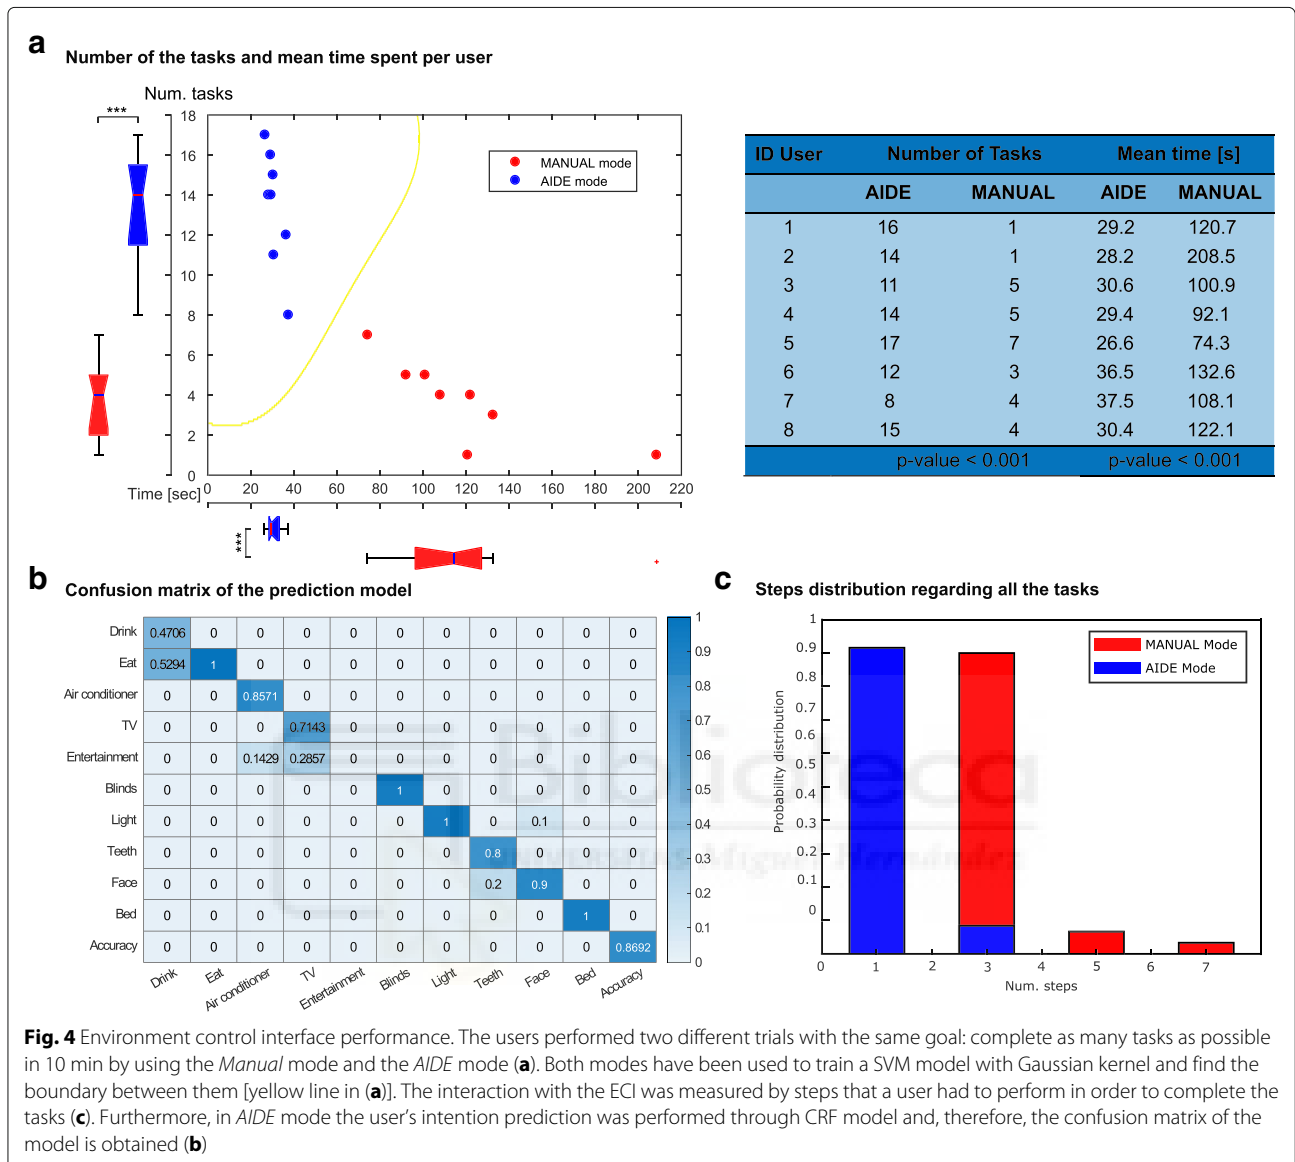 a
Number of the tasks and mean time spent per user
Num. tasks
***
18
16
14
12
10
8
6
4
2
0
MANUAL mode
AIDE mode
Time [sec]
0 20 40 60 80 100 120 140 160 180 200 220
***
ID User Number of Tasks Mean time [s]
AIDE MANUAL AIDE MANUAL
1 16 1 29.2 120.7
2 14 1 28.2 208.5
3 11 5 30.6 100.9
4 14 5 29.4 92.1
5 17 7 26.6 74.3
6 12 3 36.5 132.6
7 8 4 37.5 108.1
8 15 4 30.4 122.1
p-value < 0.001 p-value < 0.001
b
Confusion matrix of the prediction model
Drink 0.4706 0 0 0 0 0 0 0 0 0 0
Eat 0.5294 1 0 0 0 0 0 0 0 0 0
Air conditioner 0 0 0.8571 0 0 0 0 0 0 0 0
TV 0 0 0 0.7143 0 0 0 0 0 0 0
Entertainment 0 0 0.1429 0.2857 0 0 0 0 0 0 0
Blinds 0 0 0 0 0 1 0 0 0 0 0
Light 0 0 0 0 0 0 1 0 0.1 0 0
Teeth 0 0 0 0 0 0 0 0.8 0 0 0
Face 0 0 0 0 0 0 0 0.2 0.9 0 0
Bed 0 0 0 0 0 0 0 0 0 1 0
Accuracy 0 0 0 0 0 0 0 0 0 0 0.8692
Drink Eat Air conditioner TV Entertainment Blinds Light Teeth Face Bed Accuracy
1
0.9
0.8
0.7
0.6
0.5
0.4
0.3
0.2
0.1
0
c
Steps distribution regarding all the tasks
1
0.9
0.8
0.7
0.6
0.5
0.4
0.3
0.2
0.1
0
Probability distribution
MANUAL Mode
AIDE Mode
0 1 2 3 4 5 6 7
Num. steps
Biblioteca
UNIVERSITAS Miguel Hernández
Fig. 4 Environment control interface performance. The users performed two different trials with the same goal: complete as many tasks as possible
in 10 min by using the Manual mode and the AIDE mode (a). Both modes have been used to train a SVM model with Gaussian kernel and find the
boundary between them [yellow line in (a)]. The interaction with the ECI was measured by steps that a user had to perform in order to complete the
tasks (c). Furthermore, in AIDE mode the user's intention prediction was performed through CRF model and, therefore, the confusion matrix of the
model is obtained (b)